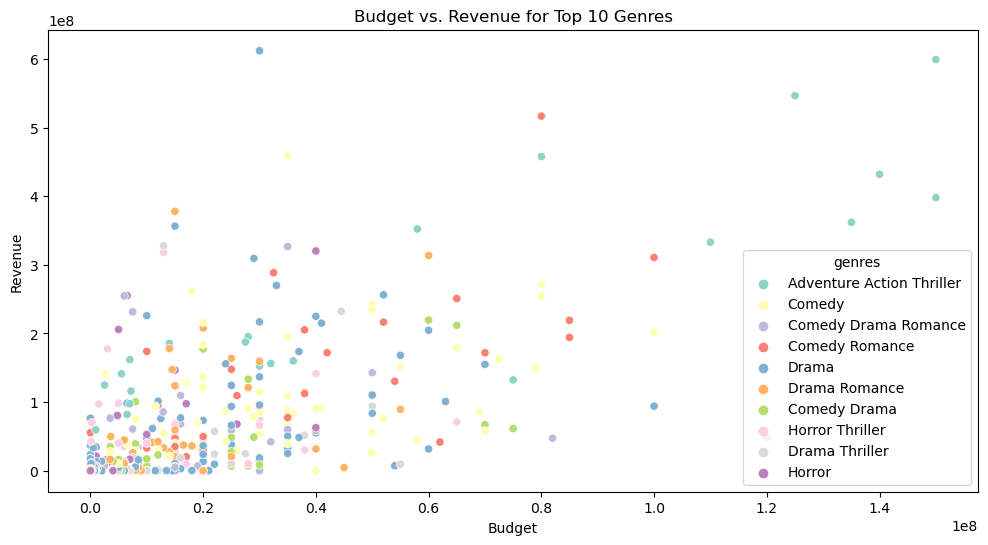 Budget vs. Revenue for Top 10 Genres
1e8
6
5
4
3
2
1
0
Revenue
genres
Adventure Action Thriller
Comedy
Comedy Drama Romance
Comedy Romance
Drama
Drama Romance
Comedy Drama
Horror Thriller
Drama Thriller
Horror
0.0 0.2 0.4 0.6 0.8 1.0 1.2 1.4
Budget
1e8